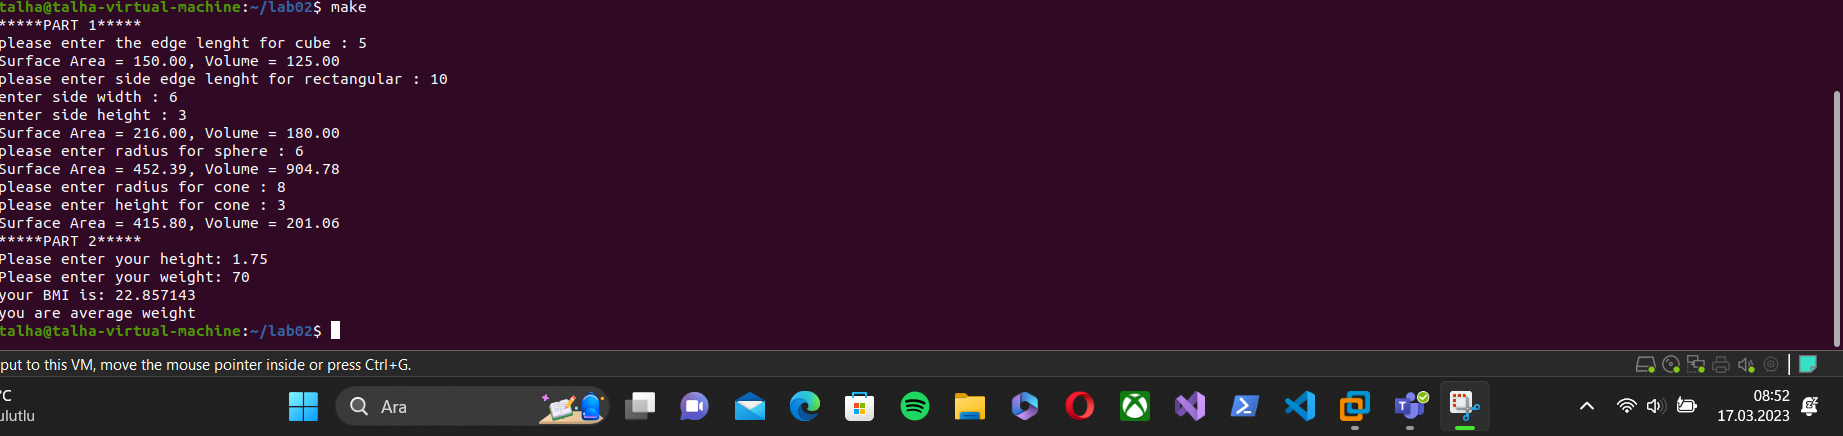 talha@talha-virtual-machine:~/lab02$ make
*****PART 1*****
please enter the edge lenght for cube : 5
Surface Area = 150.00, Volume = 125.00
please enter side edge lenght for rectangular : 10
enter side width : 6
enter side height : 3
Surface Area = 216.00, Volume = 180.00
please enter radius for sphere : 6
Surface Area = 452.39, Volume = 904.78
please enter radius for cone : 8
please enter height for cone : 3
Surface Area = 415.80, Volume = 201.06
*****PART 2*****
Please enter your height: 1.75
Please enter your weight: 70
your BMI is: 22.857143
you are average weight
talha@talha-virtual-machine:~/lab02$
put to this VM, move the mouse pointer inside or press Ctrl+G.
°C
ulutlu
Ara
08:52
17.03.2023